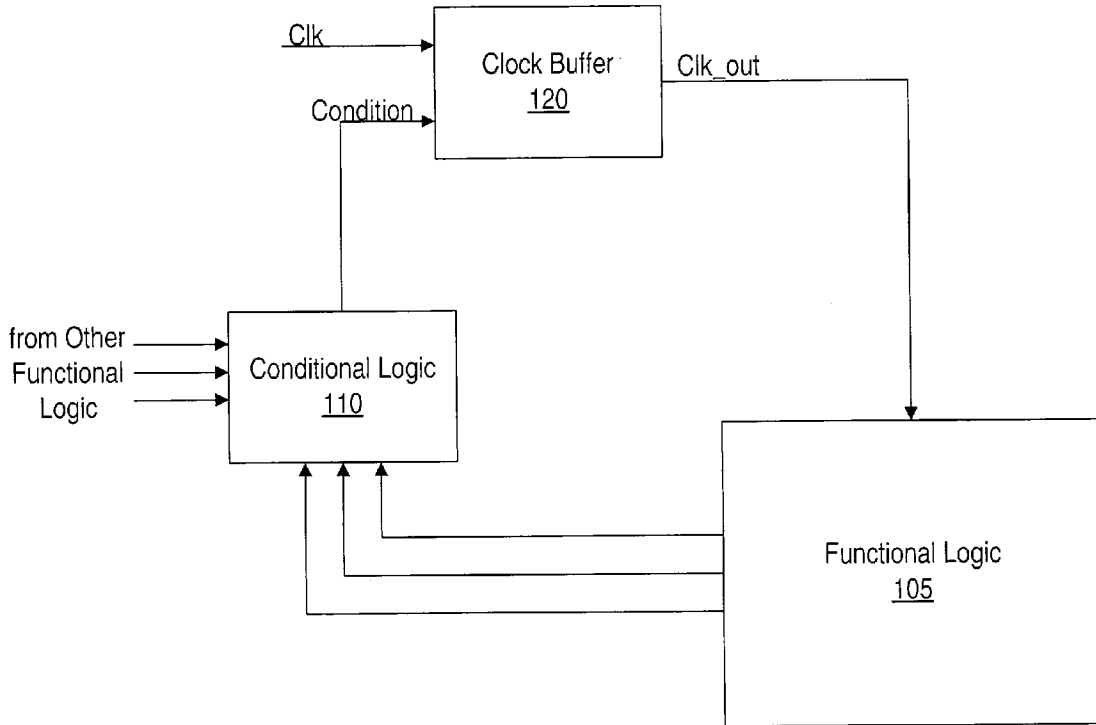 Clk
Clock Buffer
120
Clk_out
Condition
from Other
Functional
Logic
Conditional Logic
110
Functional Logic
105